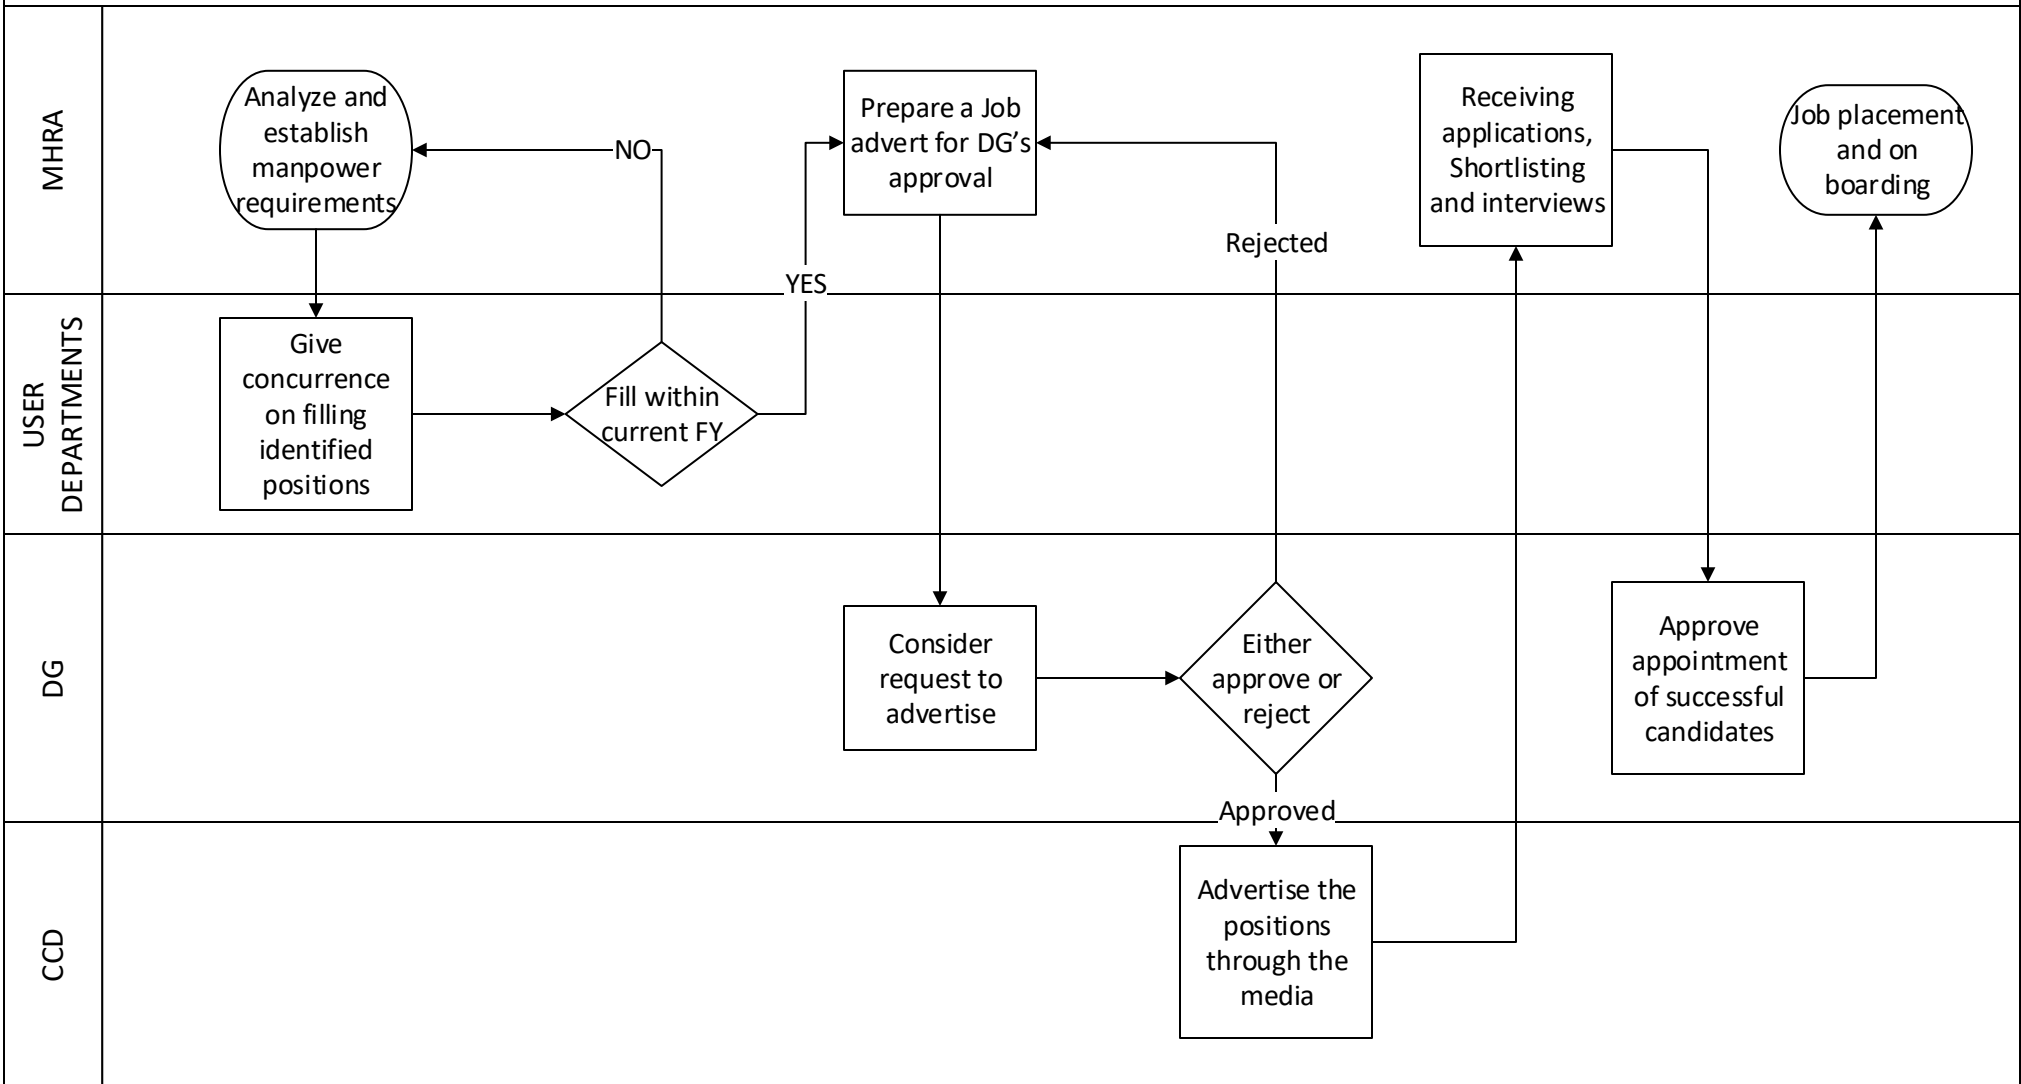 MHRA
Analyze and
establish
manpower
requirements
NO
YES
Prepare a Job
advert for DG’s
approval
Rejected
Receiving
applications,
Shortlisting
and interviews
Job placement
and on
boarding
USER
DEPARTMENTS
Give
concurrence
on filling
identified
positions
Fill within
current FY
DG
Consider
request to
advertise
Either
approve or
reject
Approved
Approve
appointment
of successful
candidates
CCD
Advertise the
positions
through the
media